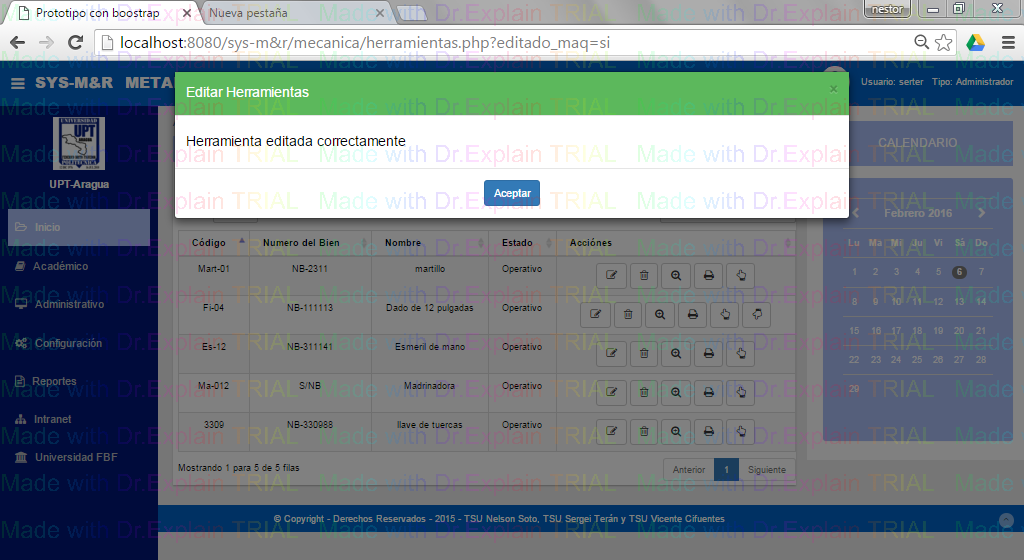 Prototipo con boostrap
Nueva pestaña
nestor
localhost:8080/sys-m&r/mecanica/herramientas.php?editado_maq=si
SYS-M&R META
Usuario: serter Tipo: Administrador
Editar Herramientas
×
Herramienta editada correctamente
Aceptar
UNIVERSIDAD
UPT
ARAGUA
UPT-Aragua
Inicio
Académico
Administrativo
Configuración
Reportes
Intranet
Universidad FBF
Código Numero del Bien Nombre Estado Acciónes
Mart-01 NB-2311 martillo Operativo
Fi-04 NB-111113 Dado de 12 pulgadas Operativo
Es-12 NB-311141 Esmeril de mano Operativo
Ma-012 S/NB Madrinadora Operativo
3309 NB-330988 llave de tuercas Operativo
Mostrando 1 para 5 de 5 filas
Anterior 1 Siguiente
CALENDARIO
Febrero 2016
Lu Ma Mi Ju Vi Sá Do
1 2 3 4 5 6 7
8 9 10 11 12 13 14
15 16 17 18 19 20 21
22 23 24 25 26 27 28
29
© Copyright - Derechos Reservados - 2015 - TSU Nelson Soto, TSU Sergei Terán y TSU Vicente Cifuentes
Made with Dr.Explain TRIAL